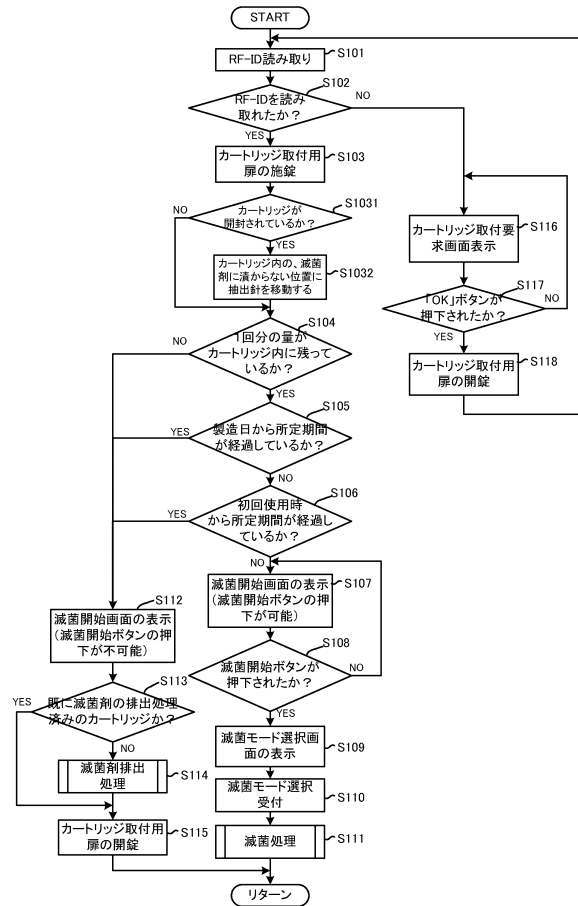 START
RF-ID読み取り
S101
RF-IDを読み
取れたか？
S102
NO
YES
カートリッジ取付用
扉の施錠
S103
カートリッジが
開封されているか？
S1031
NO
YES
カートリッジ内の、滅菌
剤に漬からない位置に
抽出針を移動する
S1032
カートリッジ取付要
求画面表示
S116
「OK」ボタンが
押下されたか？
S117
NO
YES
カートリッジ取付用
扉の開錠
S118
1回分の量が
カートリッジ内に残って
いるか？
S104
NO
YES
製造日から所定期間
が経過しているか？
S105
YES
NO
初回使用時
から所定期間が経過し
ているか？
S106
YES
NO
滅菌開始画面の表示
（滅菌開始ボタンの押
下が可能）
S107
滅菌開始ボタンが
押下されたか？
S108
NO
YES
滅菌モード選択画
面の表示
S109
滅菌モード選択
受付
S110
滅菌処理
S111
滅菌開始画面の表示
（滅菌開始ボタンの押
下が不可能）
S112
既に滅菌剤の排出処理
済みのカートリッジか？
S113
YES
NO
滅菌剤排出
処理
S114
カートリッジ取付用
扉の開錠
S115
リターン